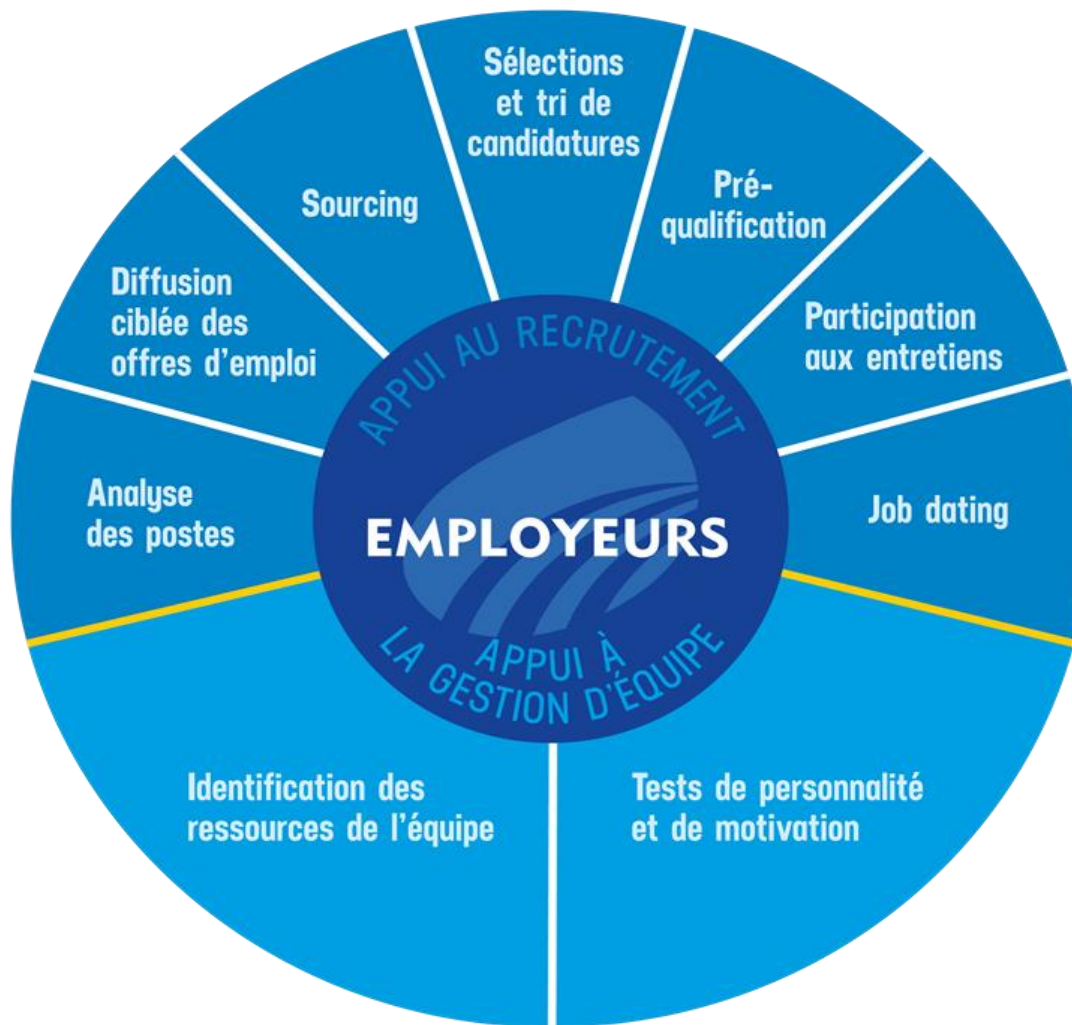 Sélections
et tri de
candidatures
Pré-
qualification
Sourcing
Diffusion
ciblée des
offres d'emploi
Participation
aux entretiens
Analyse
des postes
Job dating
APPUI AU RECRUTEMENT
EMPLOYEURS
APPUI À
LA GESTION D'ÉQUIPE
Identification des
ressources de l'équipe
Tests de personnalité
et de motivation